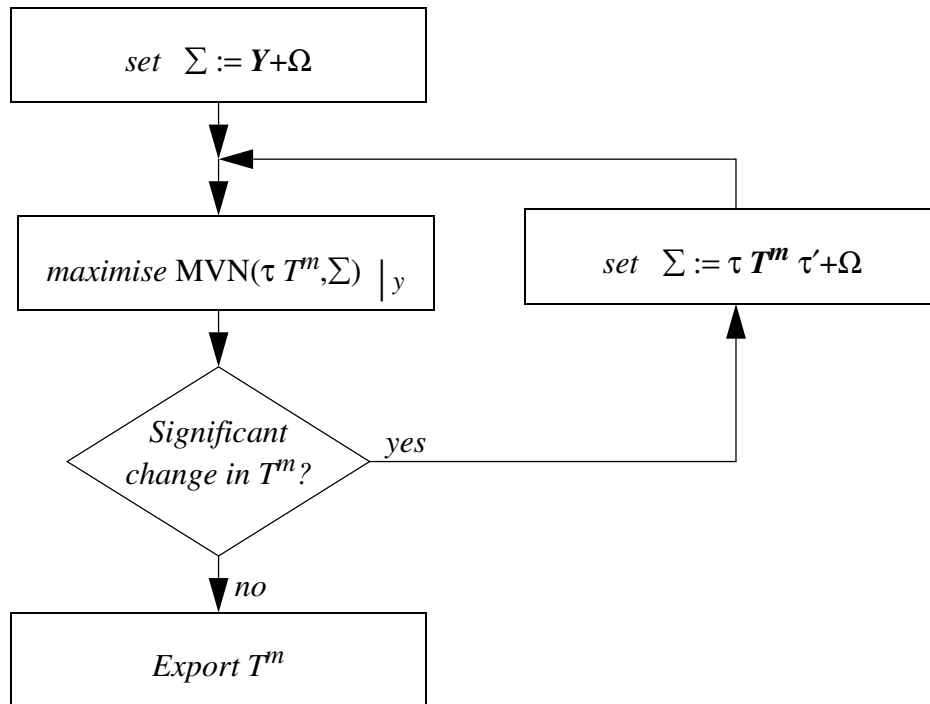 set Σ := Y+Ω
maximise MVN(τ T^m,Σ) | y
set Σ := τ T^m τ′+Ω
Significant
change in T^m?
yes
no
Export T^m